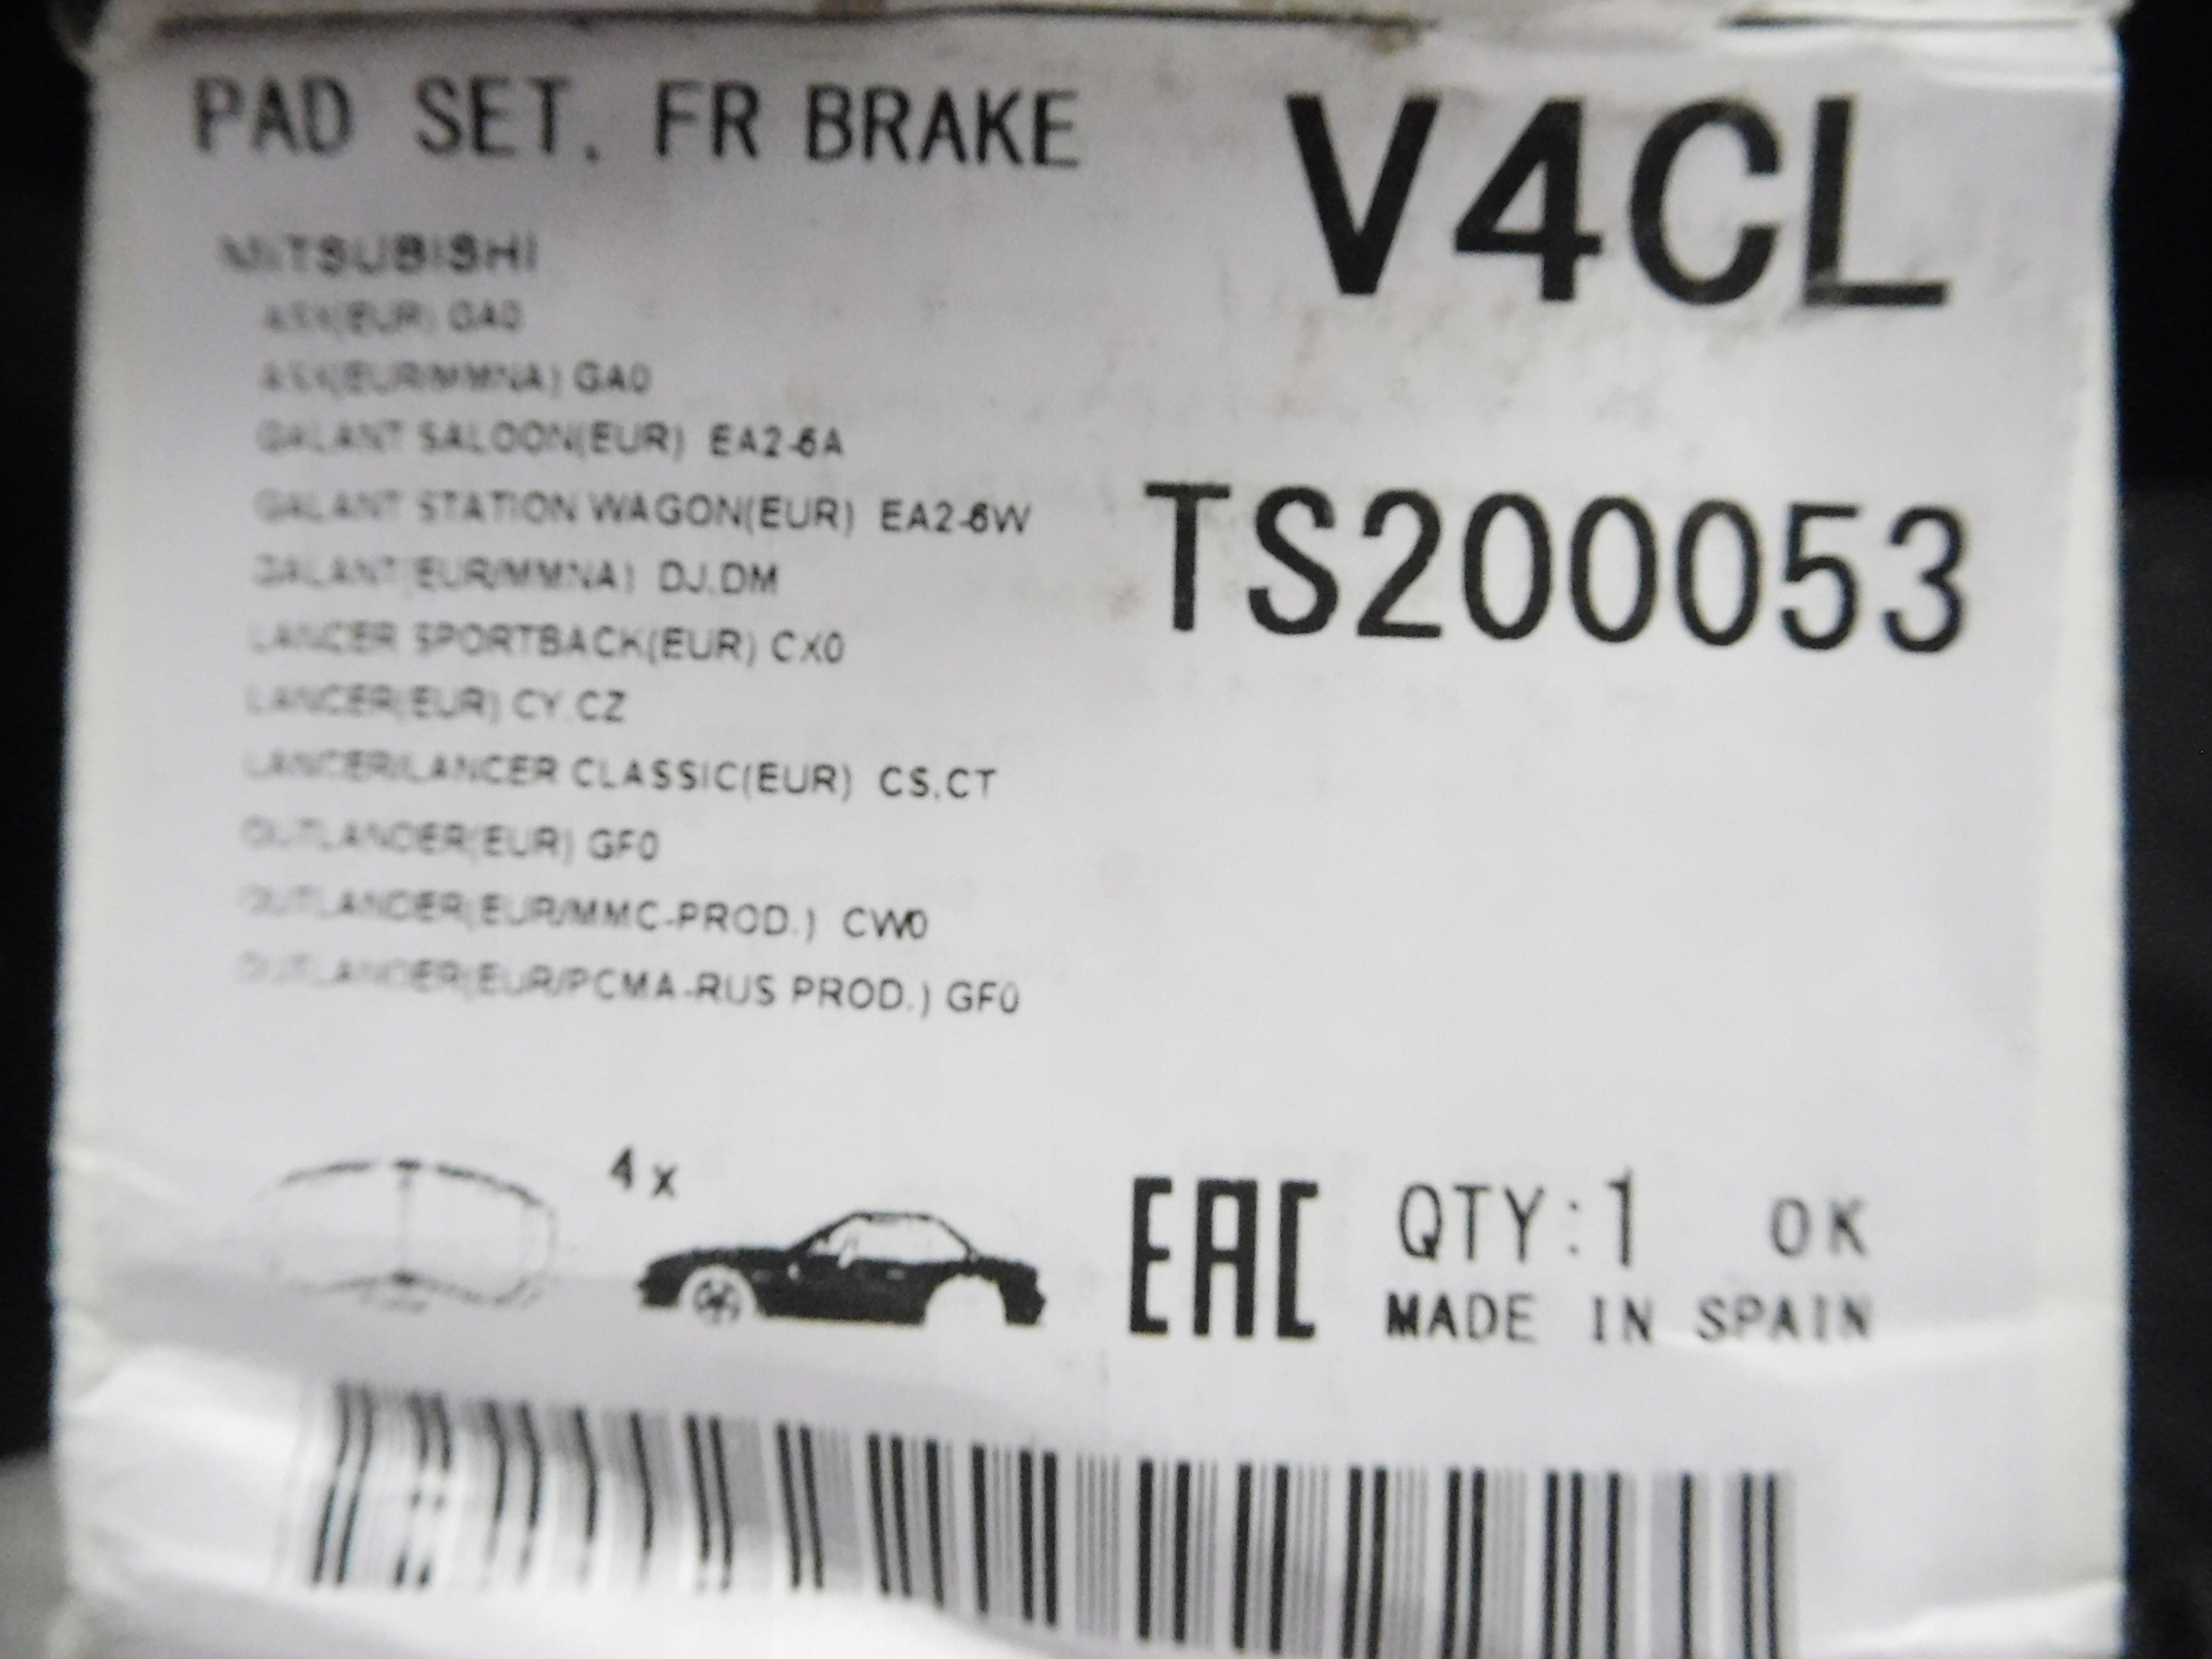 PAD SET, FR BRAKE
V4CL
MITSUBISHI
ASX(EUR) GA0
ASX(EUR/MMNA) GA0
GALANT SALOON(EUR) EA2-6A
GALANT STATION WAGON(EUR) EA2-6W
TS200053
GALANT(EUR/MMNA) DJ,DM
LANCER SPORTBACK(EUR) CX0
LANCER(EUR) CY,CZ
LANCER/LANCER CLASSIC(EUR) CS,CT
OUTLANDER(EUR) GF0
OUTLANDER(EUR/MMC-PROD.) CW0
OUTLANDER(EUR/PCMA-RUS PROD.) GF0
4 x
EAC
QTY:1 OK
MADE IN SPAIN